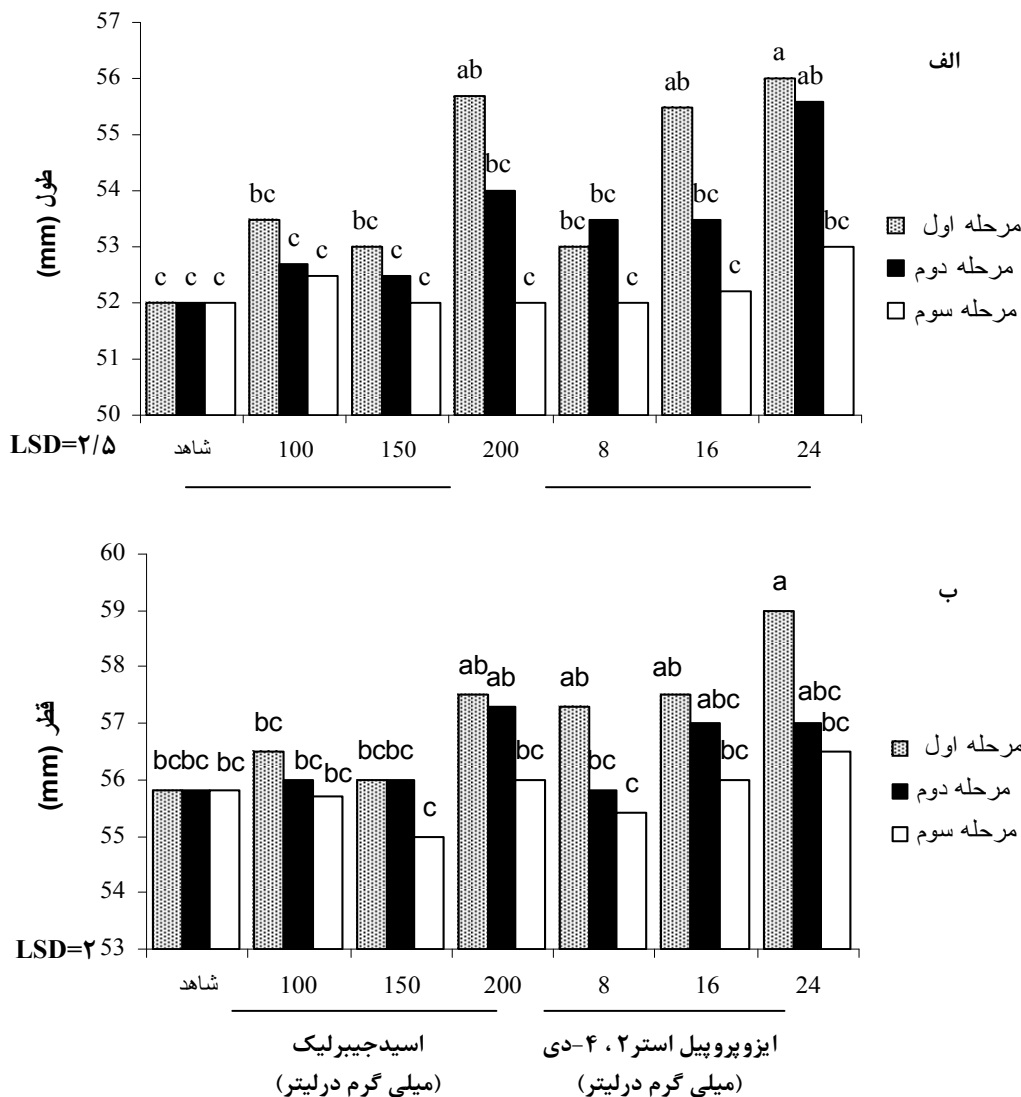 57
56
55
54
53
52
51
50
طول (mm)
الف
c c c
bc c c
bc c c
ab bc c
bc bc c
ab bc c
a ab bc
مرحله اول
مرحله دوم
مرحله سوم
LSD=۲/۵
شاهد 100 150 200 8 16 24
60
59
58
57
56
55
54
53
قطر (mm)
ب
bc bc bc
bc bc bc
bc bc c
ab ab bc
ab bc c
ab abc bc
a abc bc
مرحله اول
مرحله دوم
مرحله سوم
LSD=۲
شاهد 100 150 200 8 16 24
اسیدجیبرلیک
(میلی گرم درلیتر)
ایزوپروپیل استر۲ ، ۴-دی
(میلی گرم درلیتر)